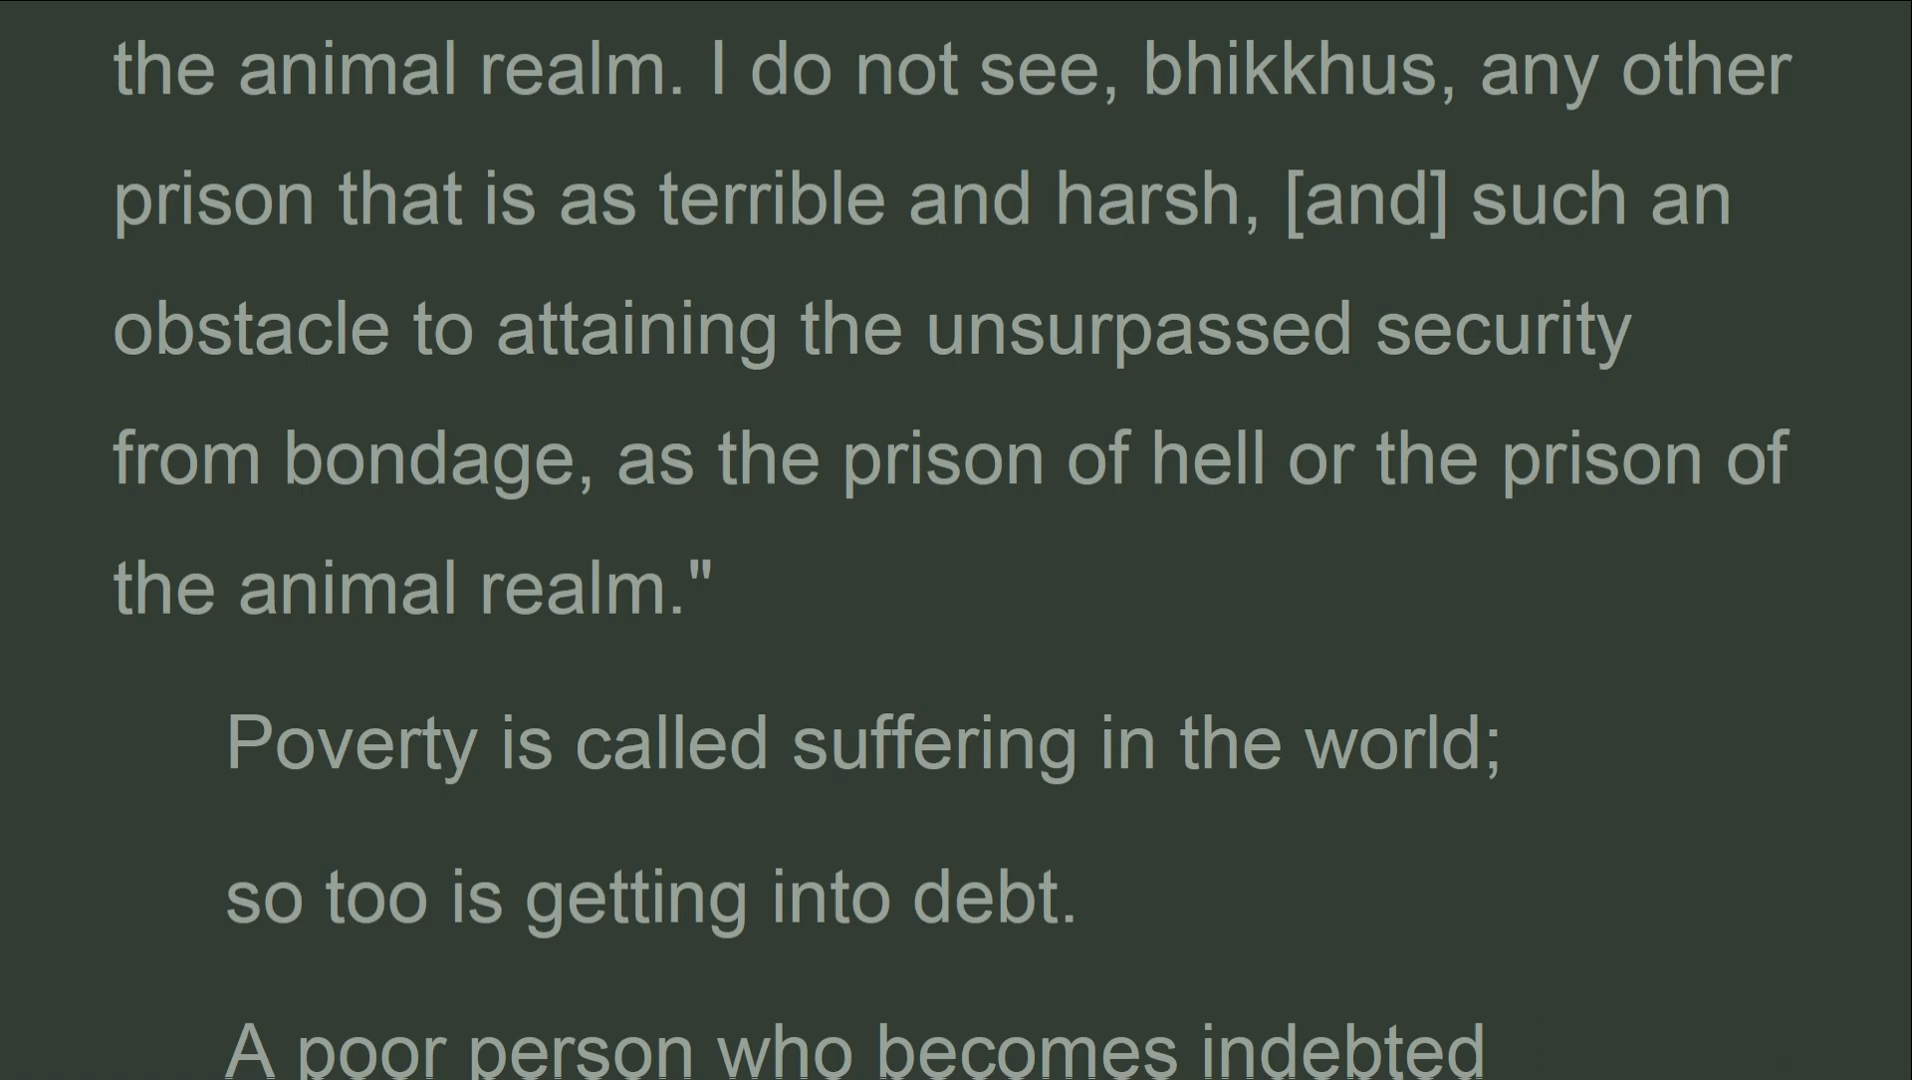 the animal realm. I do not see, bhikkhus, any other
prison that is as terrible and harsh, [and] such an
obstacle to attaining the unsurpassed security
from bondage, as the prison of hell or the prison of
the animal realm."
Poverty is called suffering in the world;
so too is getting into debt.
A poor person who becomes indebted